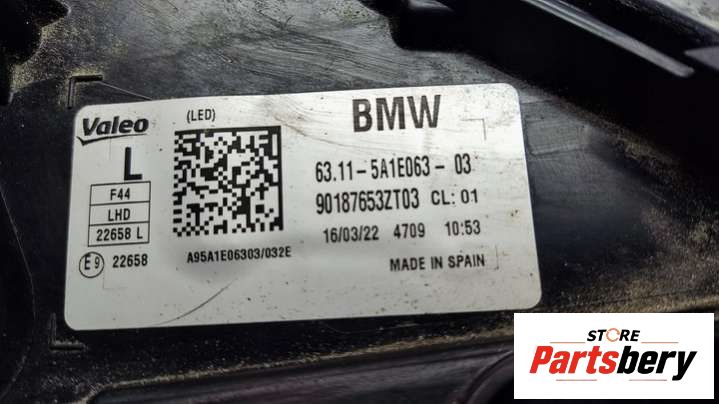 Valeo
(LED)
BMW
L
63.11- 5A1E063 - 03
F44
90187653ZT03 CL: 01
LHD
22658 L
16/03/22 4709 10:53
E9 22658
A95A1E06303/032E
MADE IN SPAIN
STORE
Partsbery